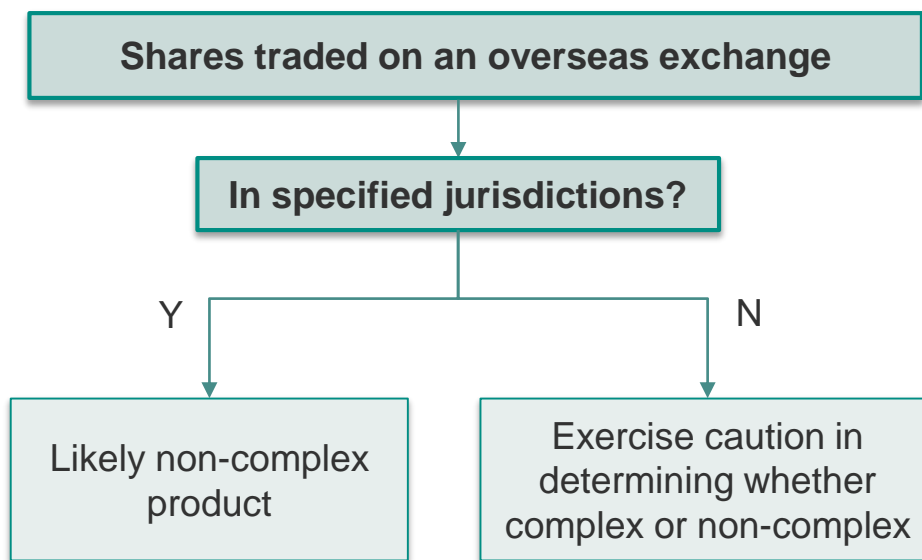 Shares traded on an overseas exchange
In specified jurisdictions?
Y
N
Likely non-complex
product
Exercise caution in
determining whether
complex or non-complex